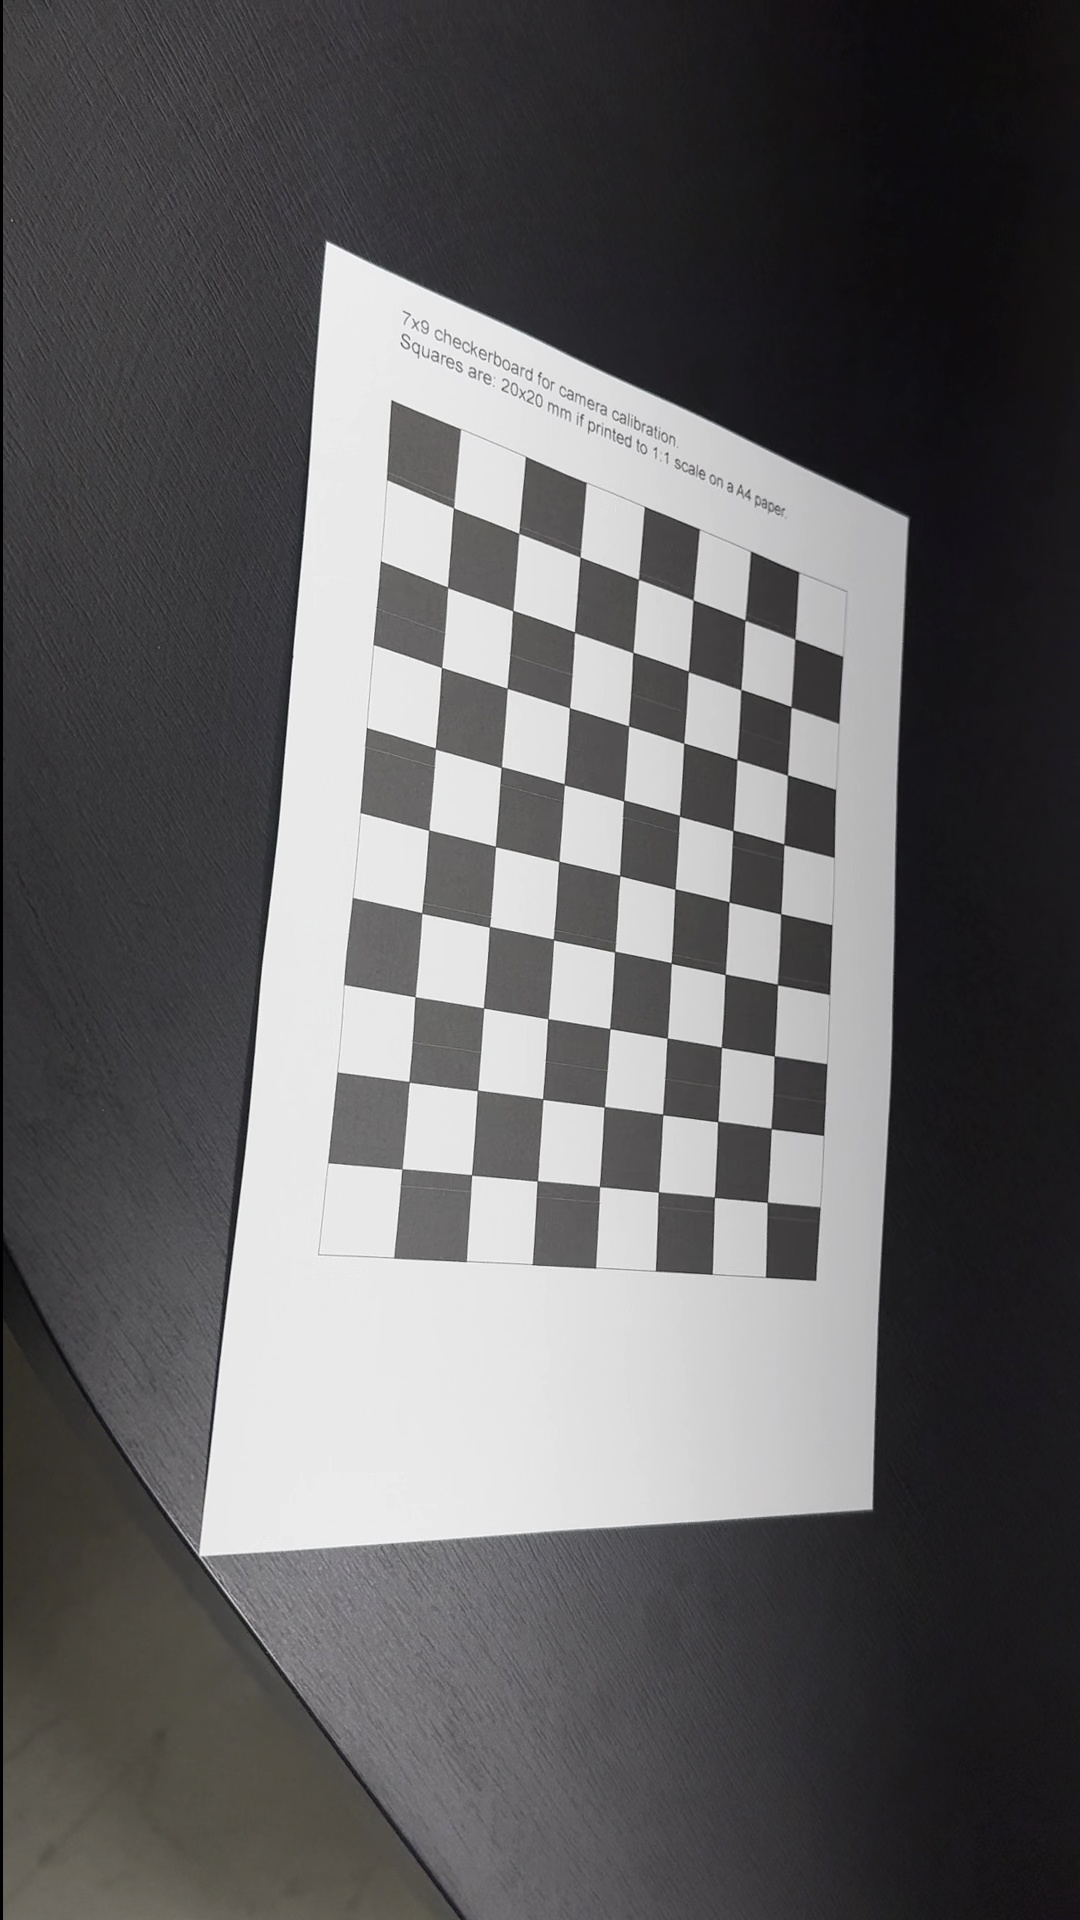 7x9 checkerboard for camera calibration.
Squares are: 20x20 mm if printed to 1:1 scale on a A4 paper.